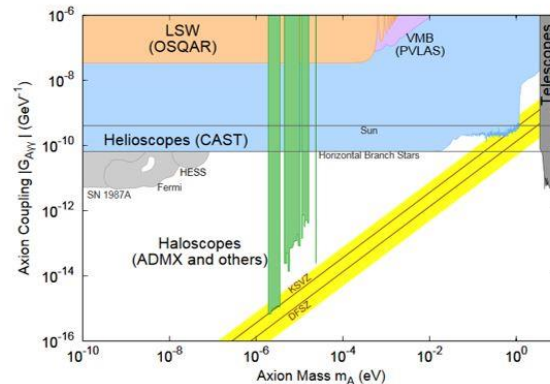 10⁻⁶
10⁻⁸
10⁻¹⁰
10⁻¹²
10⁻¹⁴
10⁻¹⁶
Axion Coupling |G_Aγγ | (GeV⁻¹)
LSW
(OSQAR)
VMB
(PVLAS)
Telescopes
Helioscopes (CAST)
Sun
Horizontal Branch Stars
HESS
Fermi
SN 1987A
Haloscopes
(ADMX and others)
KSVZ
DFSZ
10⁻¹⁰
10⁻⁸
10⁻⁶
10⁻⁴
10⁻²
10⁰
Axion Mass m_A (eV)